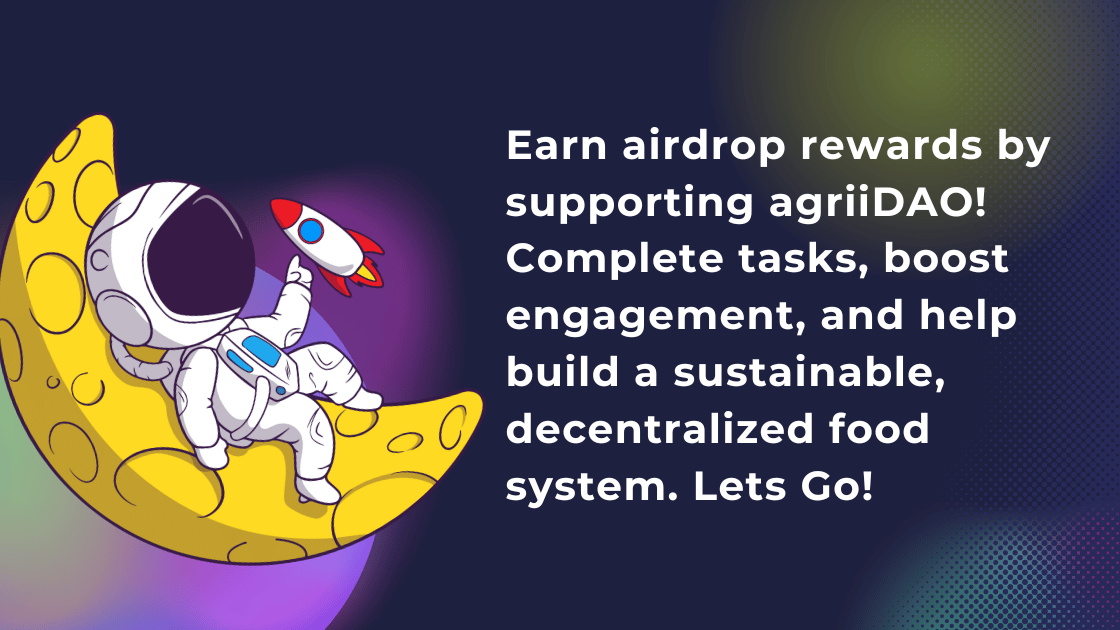 Earn airdrop rewards by
supporting agriiDAO!
Complete tasks, boost
engagement, and help
build a sustainable,
decentralized food
system. Lets Go!